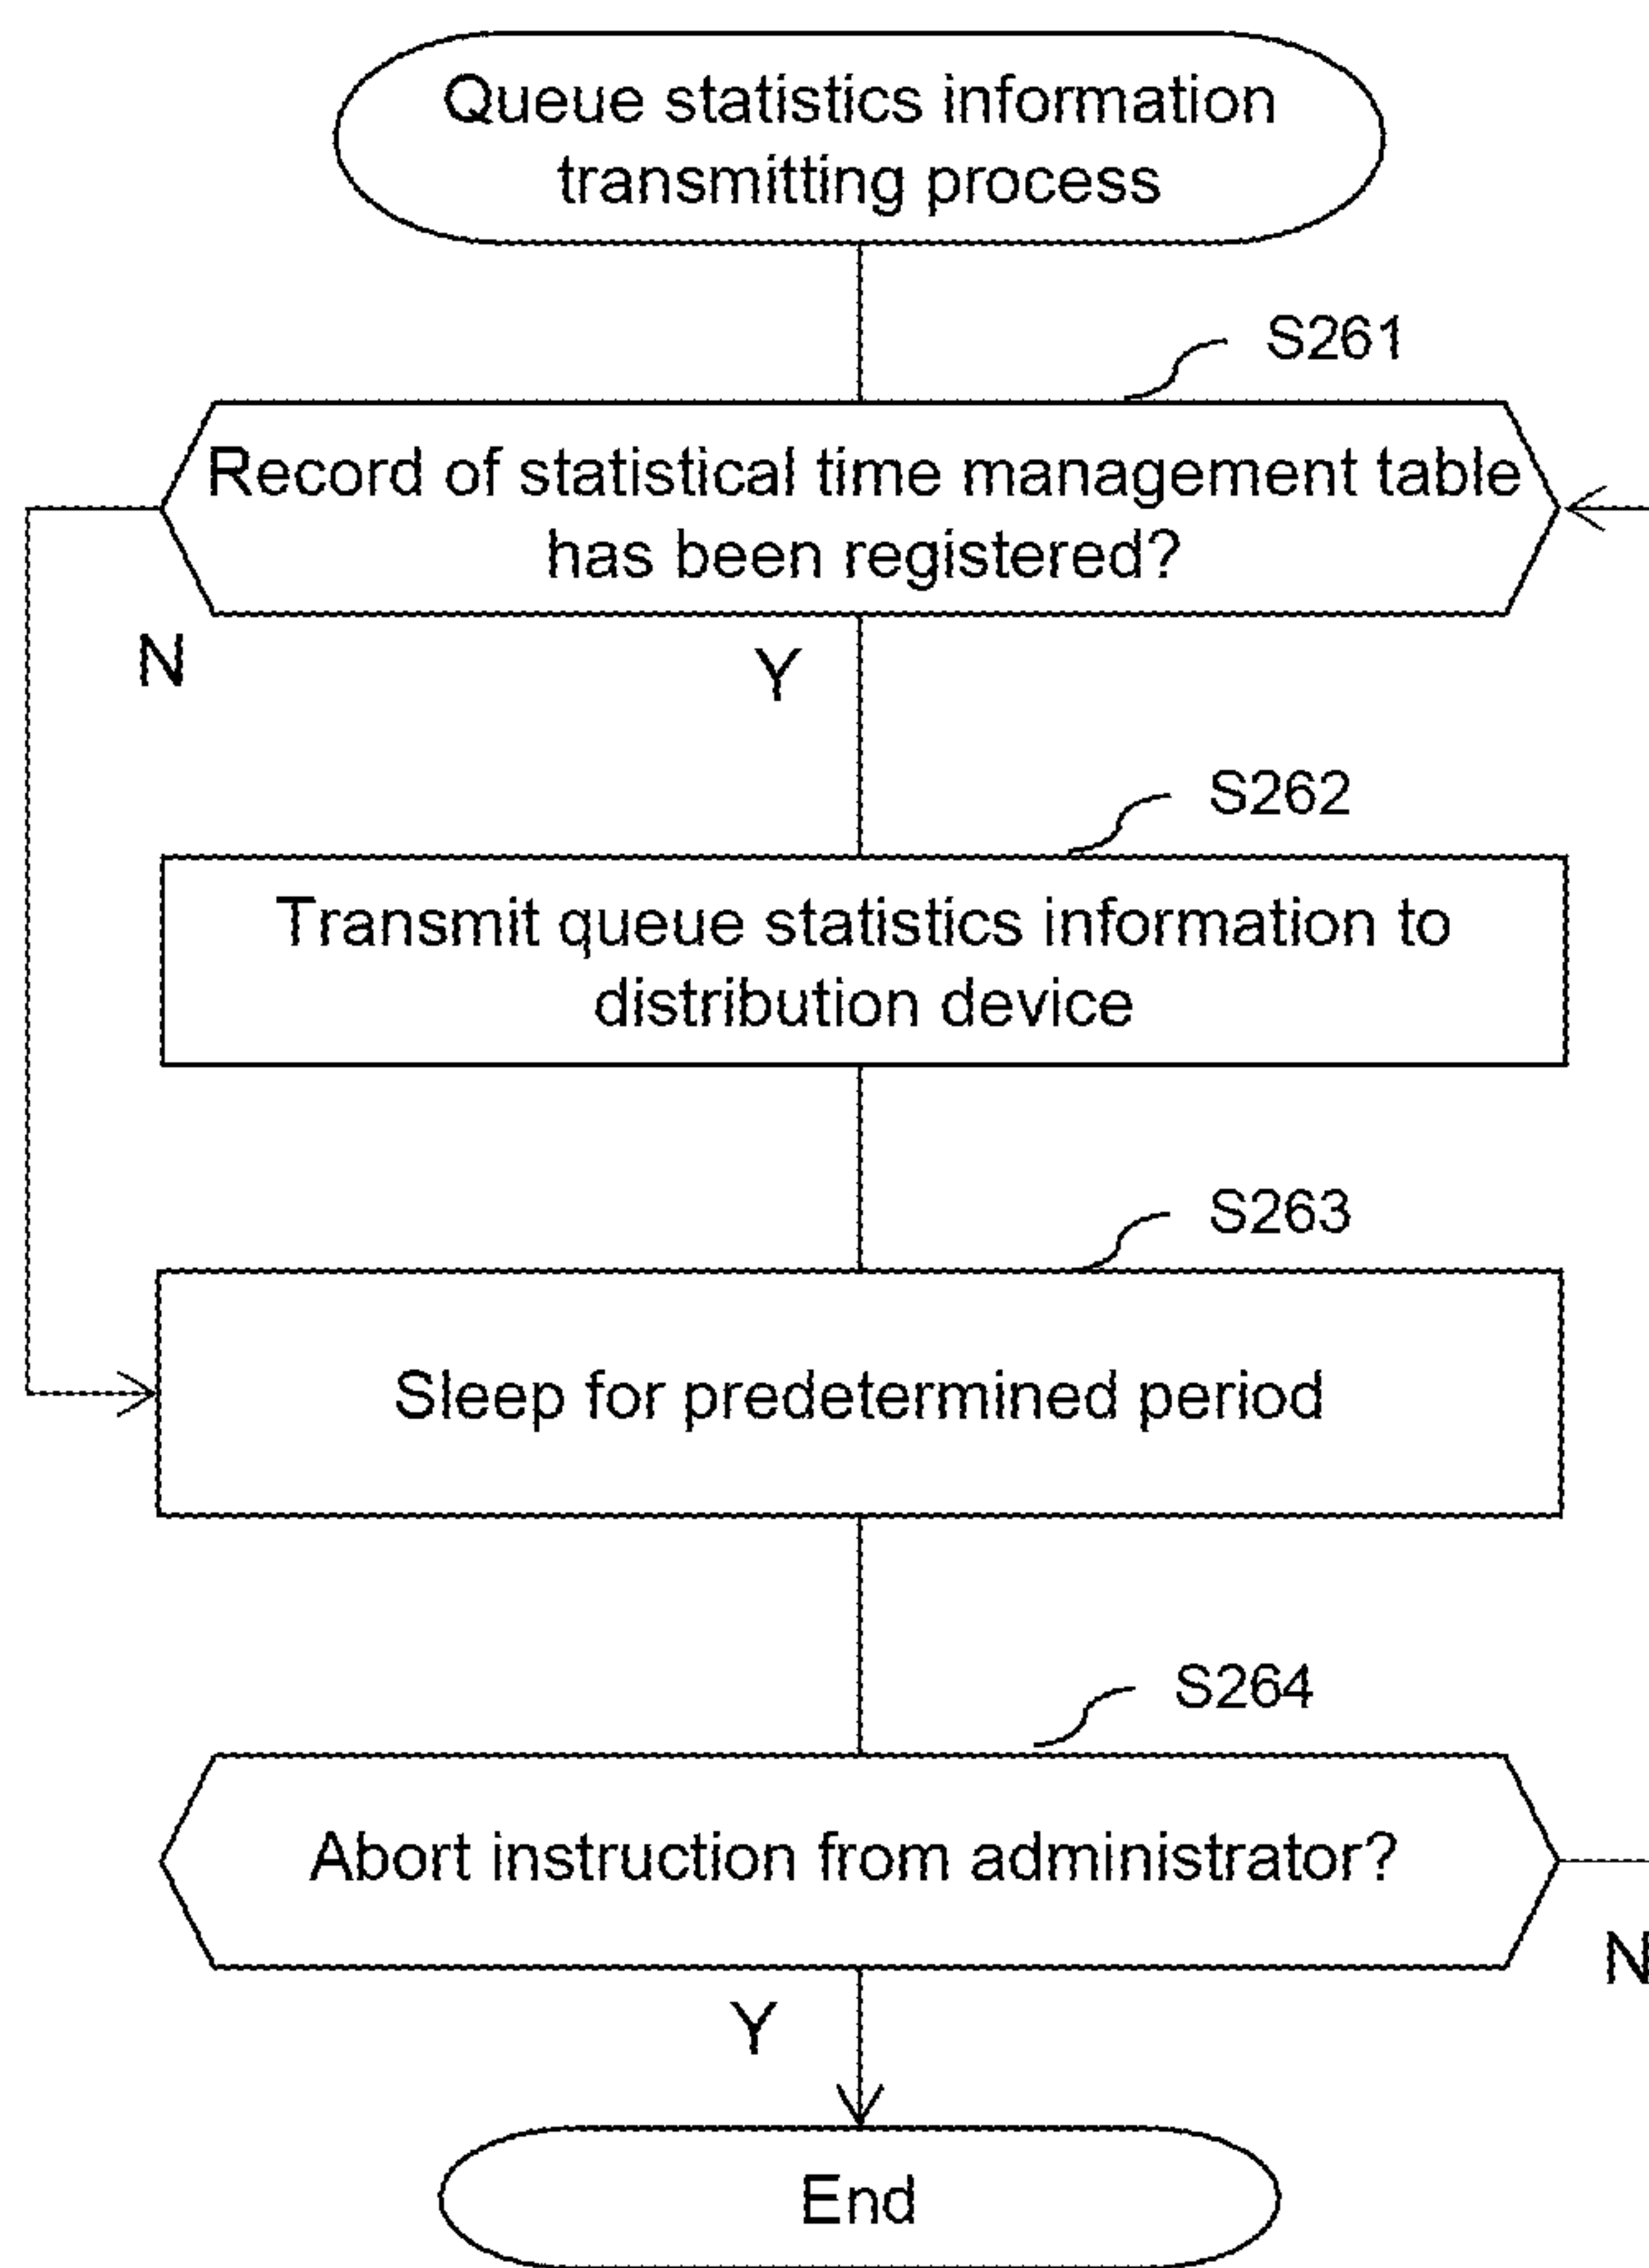 Queue statistics information
transmitting process
S261
Record of statistical time management table
has been registered?
N
Y
S262
Transmit queue statistics information to
distribution device
S263
Sleep for predetermined period
S264
Abort instruction from administrator?
N
Y
End